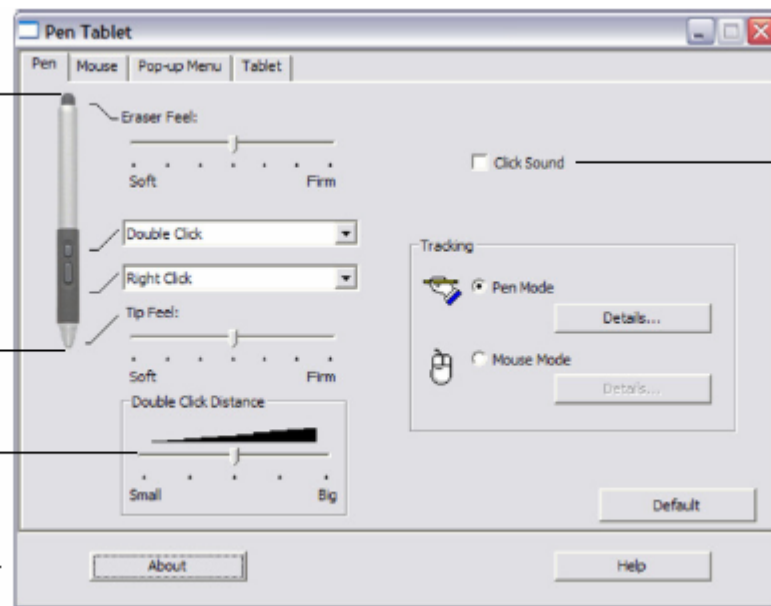 Pen Tablet
Pen Mouse Pop-up Menu Tablet
Eraser Feel:
Soft Firm
Click Sound
Double Click
Right Click
Tip Feel:
Soft Firm
Double Click Distance
Small Big
Tracking
Pen Mode
Details...
Mouse Mode
Details...
Default
About Help